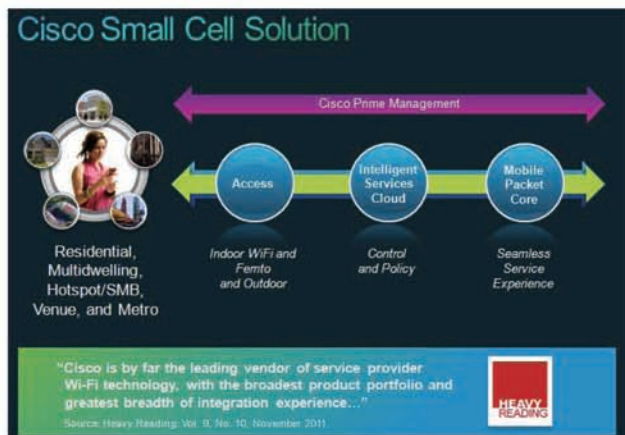 Cisco Small Cell Solution
Cisco Prime Management
Access
Intelligent
Services
Cloud
Mobile
Packet
Core
Residential,
Multidwelling,
Hotspot/SMB,
Venue, and Metro
Indoor WiFi and
Femto
and Outdoor
Control
and Policy
Seamless
Service
Experience
"Cisco is by far the leading vendor of service provider
Wi-Fi technology, with the broadest product portfolio and
greatest breadth of integration experience…"
Source: Heavy Reading: Vol. 9, No. 10, November 2011
HEAVY
READING